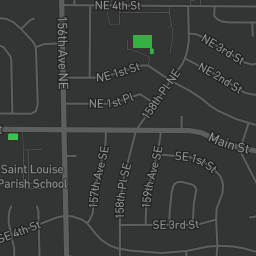 NE 4th St
156th Ave NE
NE 3rd St
NE 2nd St
NE 1st St
158th Pl NE
NE 1st Pl
Main St
Saint Louise
Parish School
SE 1st St
157th Ave SE
158th Pl SE
159th Ave SE
SE 3rd St
SE 4th St